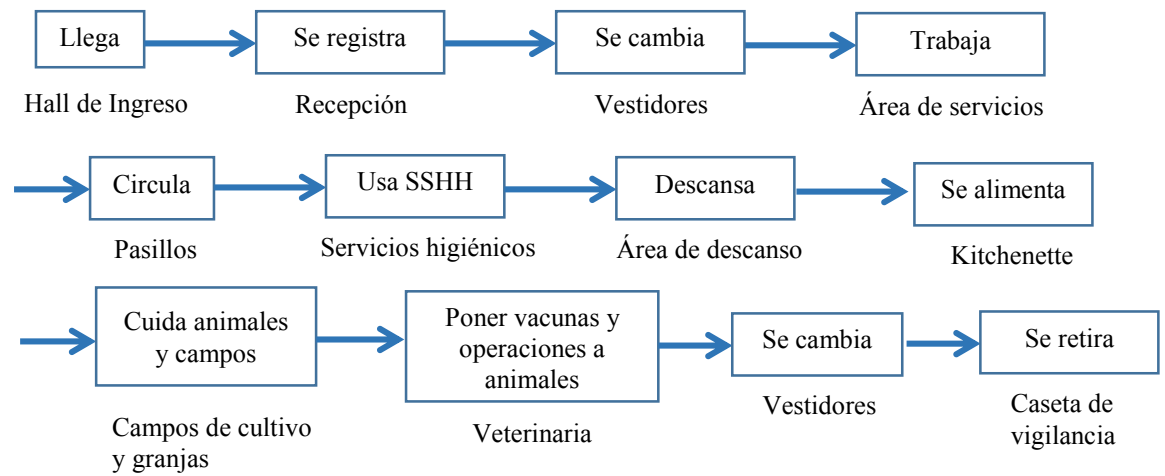 Llega
Se registra
Se cambia
Trabaja
Hall de Ingreso
Recepción
Vestidores
Área de servicios
Circula
Usa SSHH
Descansa
Se alimenta
Pasillos
Servicios higiénicos
Área de descanso
Kitchenette
Cuida animales
y campos
Poner vacunas y
operaciones a
animales
Se cambia
Se retira
Campos de cultivo
y granjas
Veterinaria
Vestidores
Caseta de
vigilancia